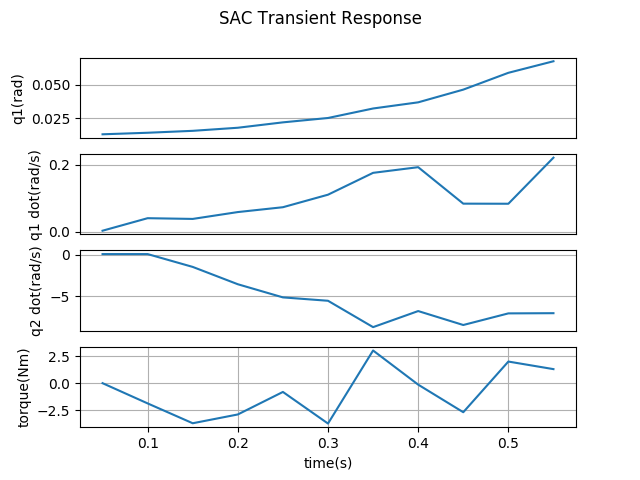 SAC Transient Response
q1(rad)
0.050
0.025
q1 dot(rad/s)
0.2
0.0
q2 dot(rad/s)
0
−5
torque(Nm)
2.5
0.0
−2.5
0.1 0.2 0.3 0.4 0.5
time(s)